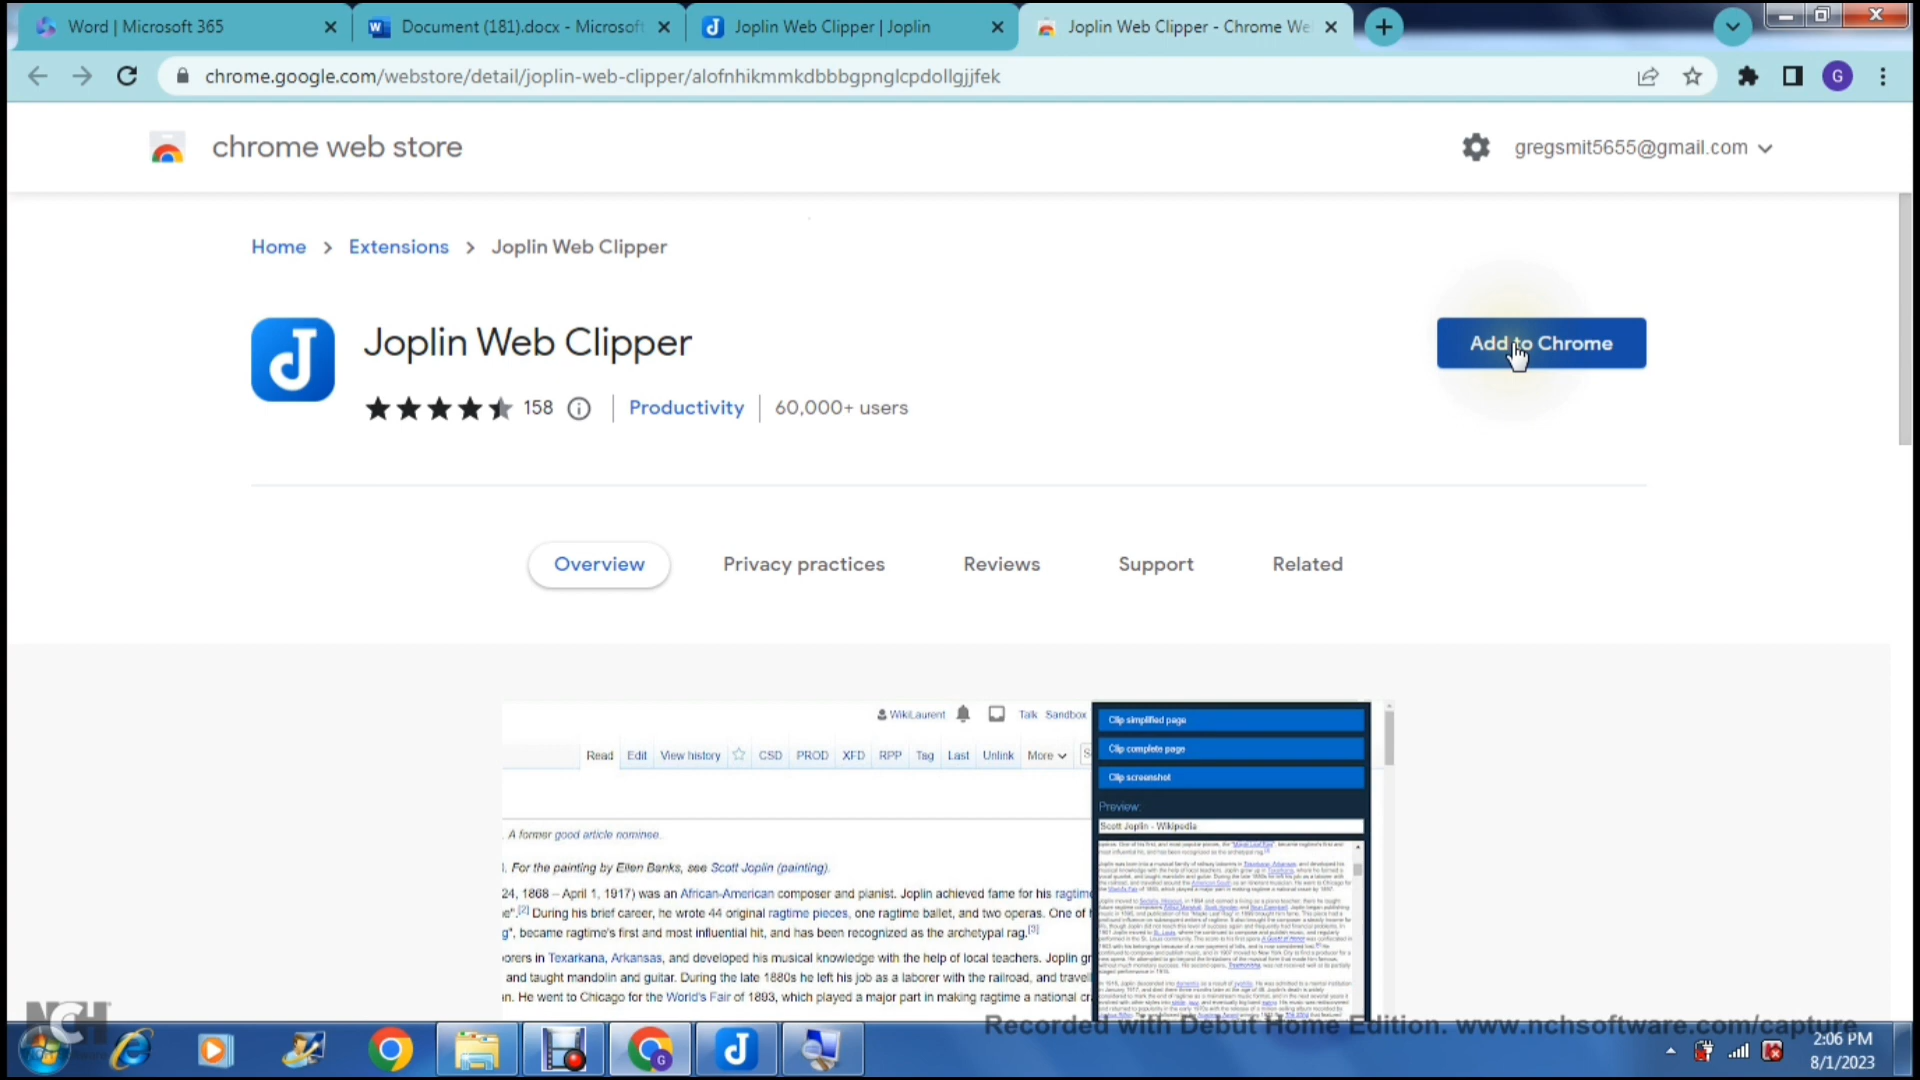 Word | Microsoft 365
Document (181).docx - Microsoft
Joplin Web Clipper | Joplin
Joplin Web Clipper - Chrome We
chrome.google.com/webstore/detail/joplin-web-clipper/alofnhikmmkdbbbgpnglcpdollgjjfek
G
chrome web store
gregsmit5655@gmail.com
Home > Extensions > Joplin Web Clipper
Joplin Web Clipper
Add to Chrome
158 | Productivity | 60,000+ users
Overview Privacy practices Reviews Support Related
WikiLaurent Talk Sandbox
Read Edit View history CSD PROD XFD RPP Tag Last Unlink More
Clip simplified page
Clip complete page
Clip screenshot
Preview:
Scott Joplin - Wikipedia
A former good article nominee.
For the painting by Ellen Banks, see Scott Joplin (painting).
24, 1868 – April 1, 1917) was an African-American composer and pianist. Joplin achieved fame for his ragtime
[2] During his brief career, he wrote 44 original ragtime pieces, one ragtime ballet, and two operas. One of
g", became ragtime's first and most influential hit, and has been recognized as the archetypal rag.[3]
orers in Texarkana, Arkansas, and developed his musical knowledge with the help of local teachers. Joplin gr
and taught mandolin and guitar. During the late 1880s he left his job as a laborer with the railroad, and travel
n. He went to Chicago for the World's Fair of 1893, which played a major part in making ragtime a national cr
NCH
Recorded with Debut Home Edition. www.nchsoftware.com/capture
2:06 PM
8/1/2023